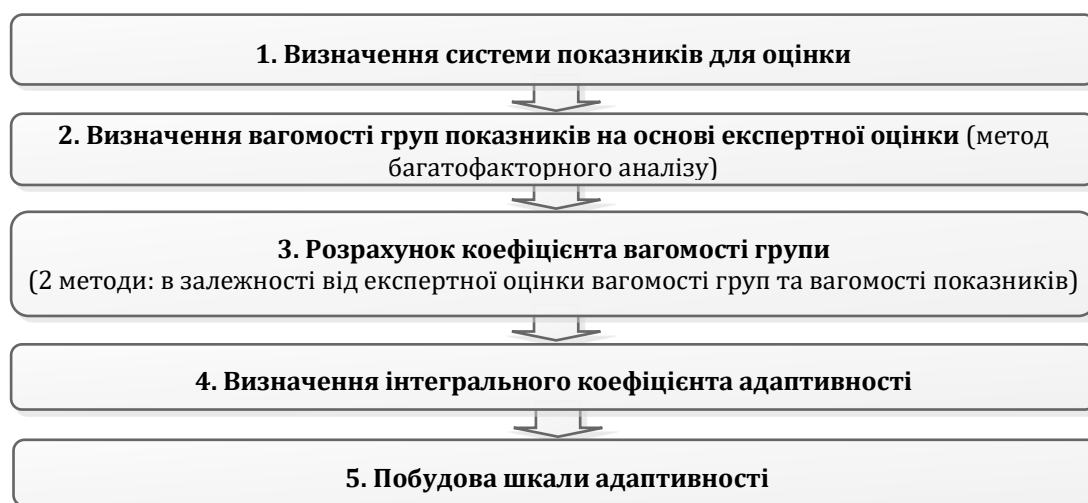 1. Визначення системи показників для оцінки
2. Визначення вагомості груп показників на основі експертної оцінки (метод
багатофакторного аналізу)
3. Розрахунок коефіцієнта вагомості групи
(2 методи: в залежності від експертної оцінки вагомості груп та вагомості показників)
4. Визначення інтегрального коефіцієнта адаптивності
5. Побудова шкали адаптивності